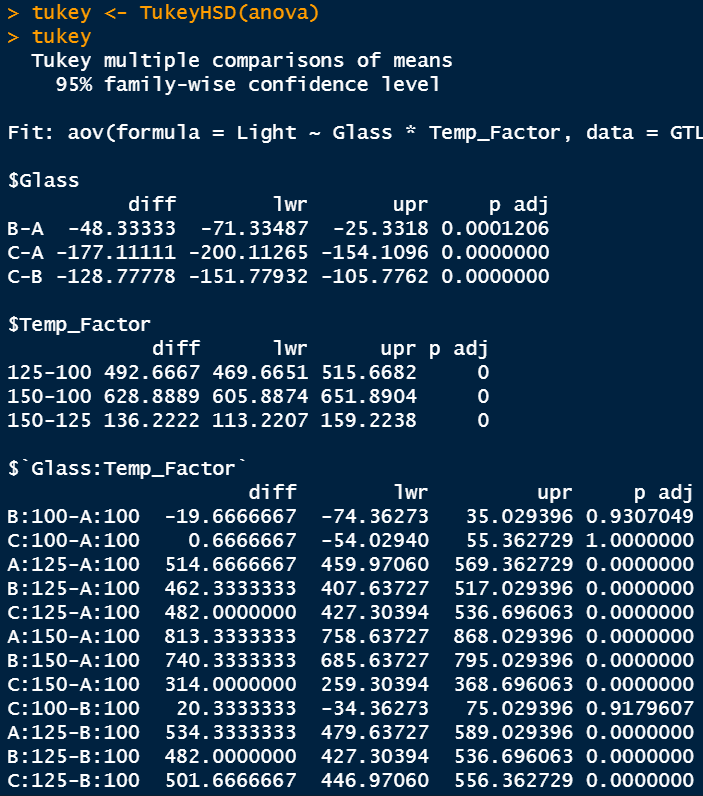 > tukey <- TukeyHSD(anova)
> tukey
  Tukey multiple comparisons of means
    95% family-wise confidence level

Fit: aov(formula = Light ~ Glass * Temp_Factor, data = GTL

$Glass
          diff        lwr       upr     p adj
B-A  -48.33333  -71.33487  -25.3318 0.0001206
C-A -177.11111 -200.11265 -154.1096 0.0000000
C-B -128.77778 -151.77932 -105.7762 0.0000000

$Temp_Factor
            diff      lwr      upr p adj
125-100 492.6667 469.6651 515.6682     0
150-100 628.8889 605.8874 651.8904     0
150-125 136.2222 113.2207 159.2238     0

$`Glass:Temp_Factor`
                    diff        lwr        upr     p adj
B:100-A:100  -19.6666667  -74.36273  35.029396 0.9307049
C:100-A:100    0.6666667  -54.02940  55.362729 1.0000000
A:125-A:100  514.6666667  459.97060 569.362729 0.0000000
B:125-A:100  462.3333333  407.63727 517.029396 0.0000000
C:125-A:100  482.0000000  427.30394 536.696063 0.0000000
A:150-A:100  813.3333333  758.63727 868.029396 0.0000000
B:150-A:100  740.3333333  685.63727 795.029396 0.0000000
C:150-A:100  314.0000000  259.30394 368.696063 0.0000000
C:100-B:100   20.3333333  -34.36273  75.029396 0.9179607
A:125-B:100  534.3333333  479.63727 589.029396 0.0000000
B:125-B:100  482.0000000  427.30394 536.696063 0.0000000
C:125-B:100  501.6666667  446.97060 556.362729 0.0000000